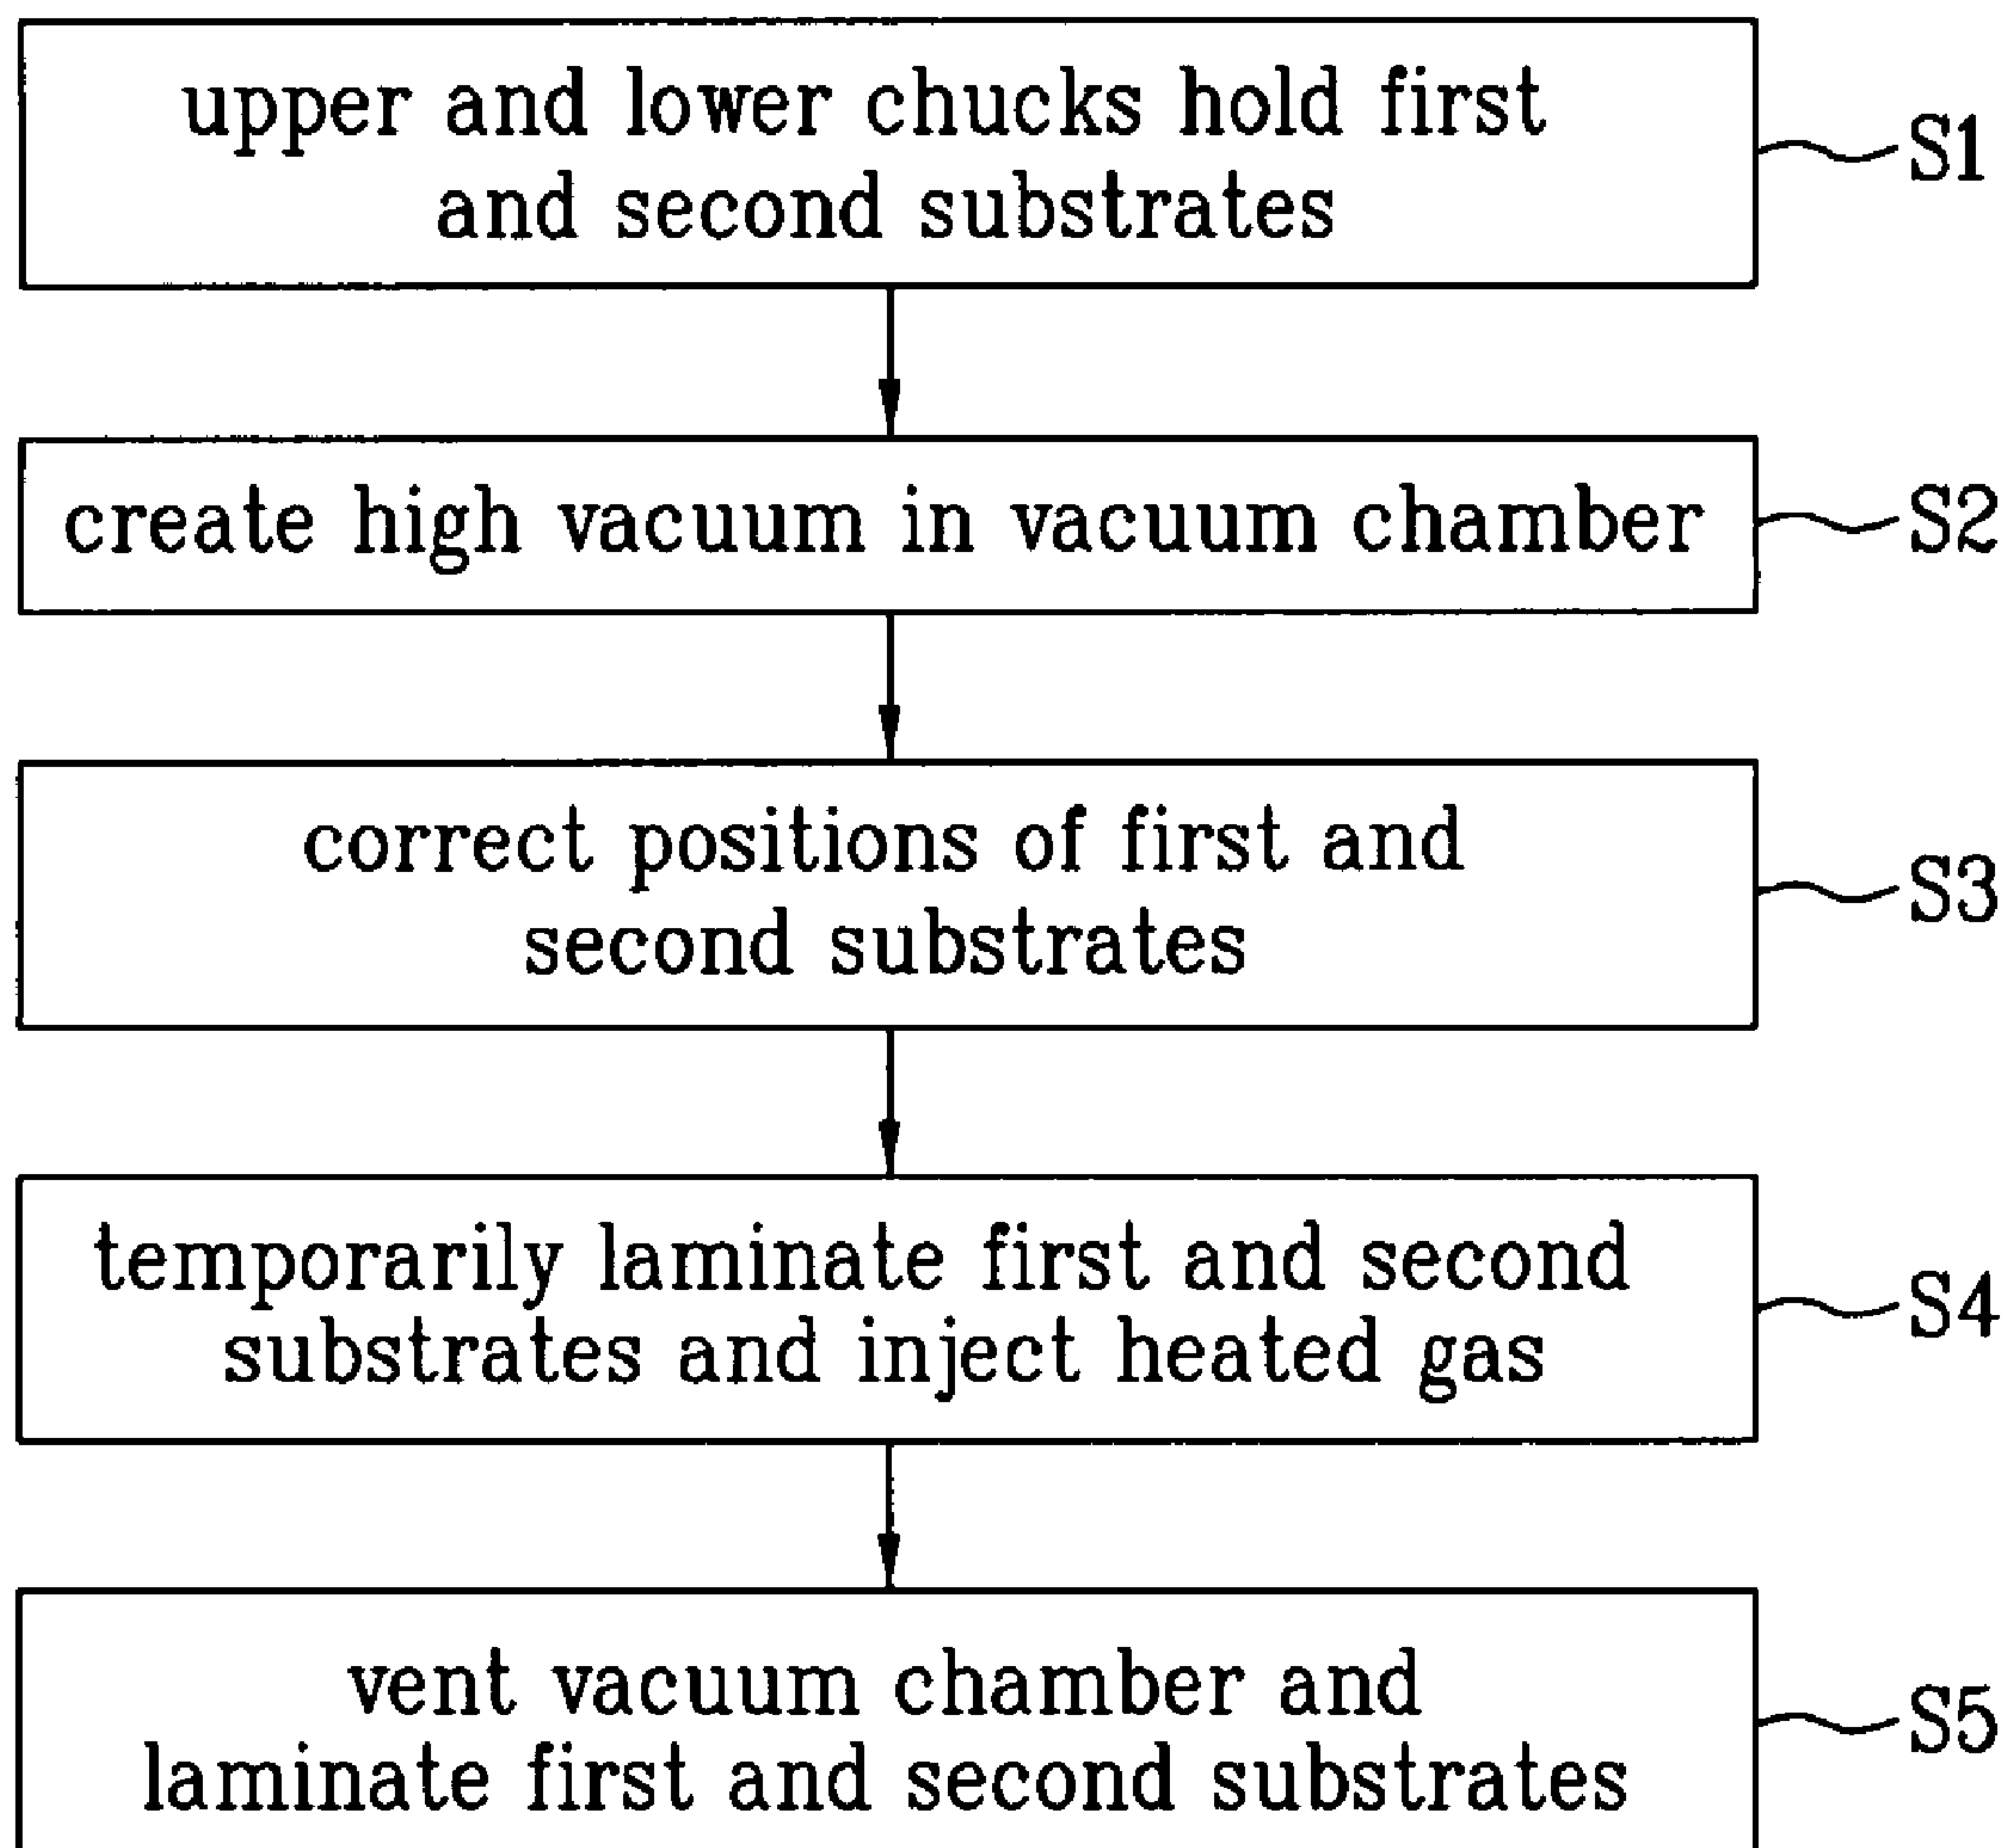 upper and lower chucks hold first
and second substrates
S1
create high vacuum in vacuum chamber
S2
correct positions of first and
second substrates
S3
temporarily laminate first and second
substrates and inject heated gas
S4
vent vacuum chamber and
laminate first and second substrates
S5